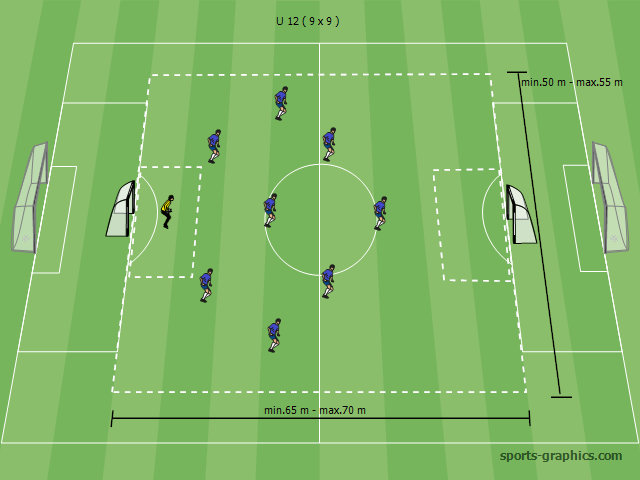 U 12 ( 9 x 9 )
min.50 m - max.55 m
min.65 m - max.70 m
sports-graphics.com